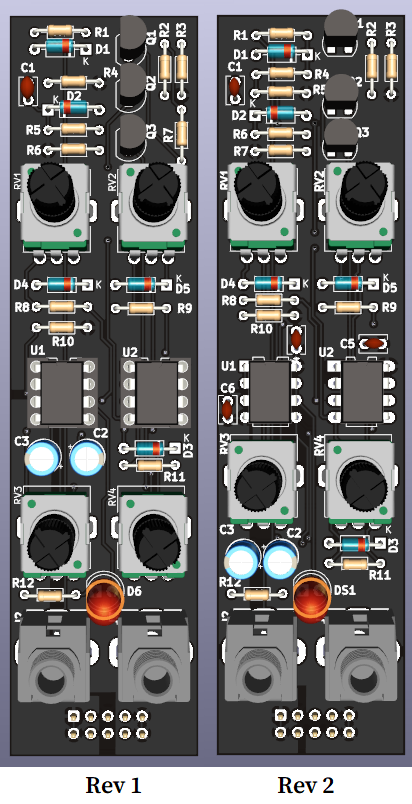 R1
D1
K
Q1
R2
R3
C1
R4
K
D2
Q2
R5
R6
Q3
R7
RV1
RV2
D4
K
K
D5
R8
R9
R10
U1
U2
C3
C2
K
D3
R11
RV3
RV4
R12
D6
R1
D1
K
R2
R3
C1
R4
R5
K
D2
R6
R7
Q3
RV1
RV2
D4
K
K
D5
R8
R9
R10
C5
U1
U2
C6
RV3
RV4
C3
C2
K
D3
R11
R12
DS1
Rev 1
Rev 2